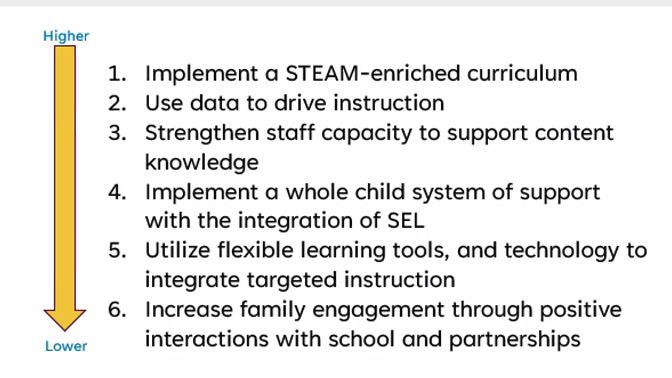 Higher
1. Implement a STEAM-enriched curriculum
2. Use data to drive instruction
3. Strengthen staff capacity to support content
knowledge
4. Implement a whole child system of support
with the integration of SEL
5. Utilize flexible learning tools, and technology to
integrate targeted instruction
6. Increase family engagement through positive
interactions with school and partnerships
Lower